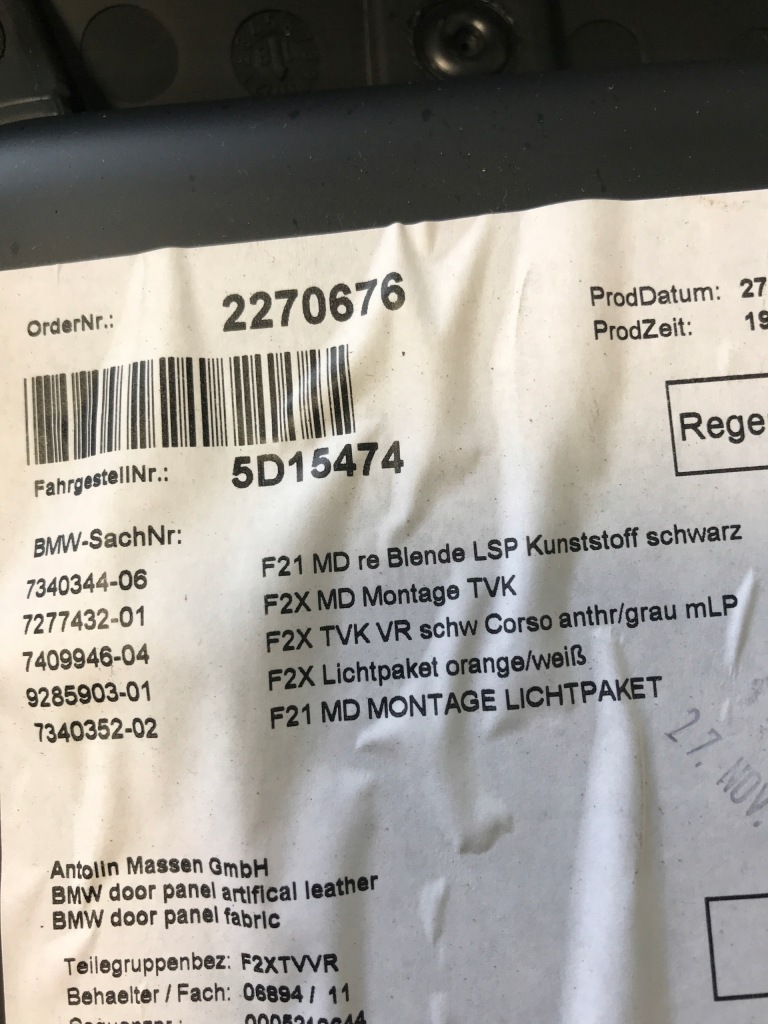 OrderNr.: 2270676
ProdDatum: 27
ProdZeit: 19
FahrgestellNr.: 5D15474
Rege
BMW-SachNr:
7340344-06 F21 MD re Blende LSP Kunststoff schwarz
7277432-01 F2X MD Montage TVK
7409946-04 F2X TVK VR schw Corso anthr/grau mLP
9285903-01 F2X Lichtpaket orange/weiß
7340352-02 F21 MD MONTAGE LICHTPAKET
27. NOV.
Antolin Massen GmbH
BMW door panel artifical leather
BMW door panel fabric
Teilegruppenbez: F2XTVVR
Behaelter / Fach: 06894 / 11